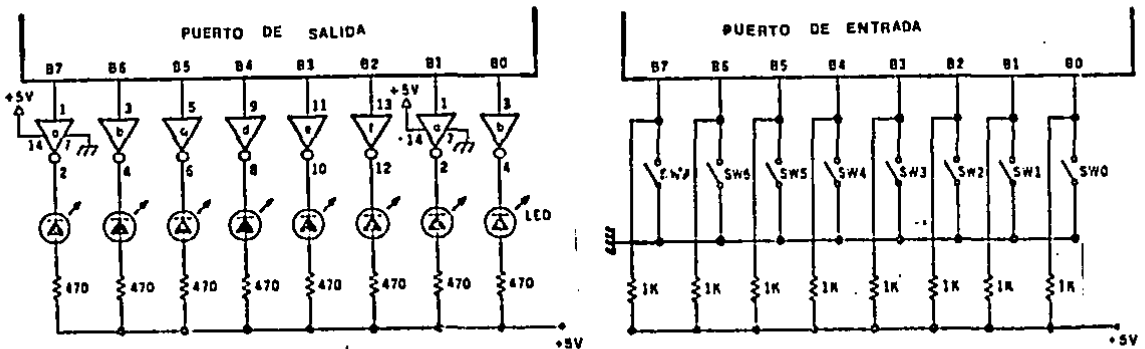 PUERTO DE SALIDA
B7 B6 B5 B4 B3 B2 B1 B0
+5V +5V
1 3 5 9 11 13 1 3
a b d e f a b
14 7 14 7
2 4 6 8 10 12 2 4
LED
470 470 470 470 470 470 470 470
+5V
PUERTO DE ENTRADA
B7 B6 B5 B4 B3 B2 B1 B0
SW6 SW5 SW4 SW3 SW2 SW1 SW0
1K 1K 1K 1K 1K 1K 1K 1K
+5V